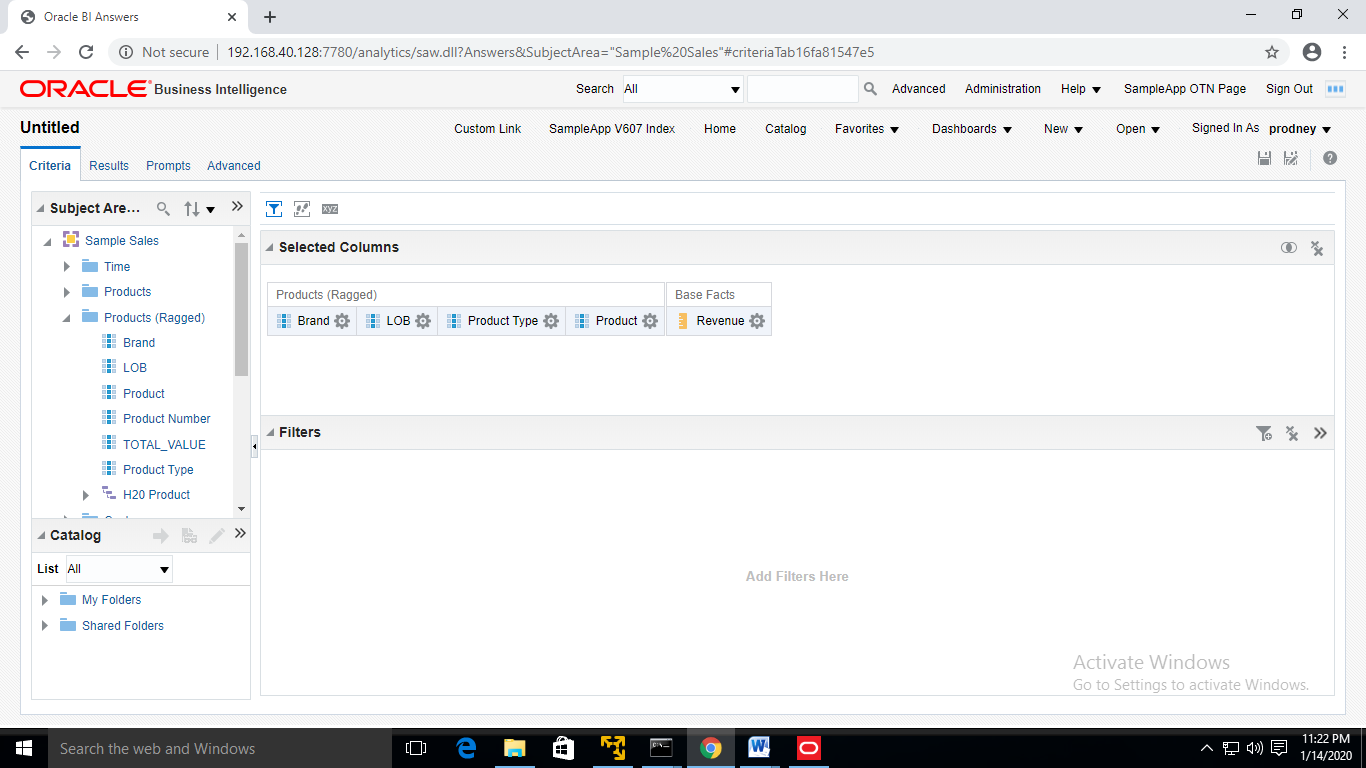 Oracle BI Answers
Not secure 192.168.40.128:7780/analytics/saw.dll?Answers&SubjectArea="Sample%20Sales"#criteriaTab16fa81547e5
ORACLE Business Intelligence
Search All Advanced Administration Help SampleApp OTN Page Sign Out
Untitled
Custom Link SampleApp V607 Index Home Catalog Favorites Dashboards New Open Signed In As prodney
Criteria Results Prompts Advanced
Subject Are...
xyz
Sample Sales
Time
Products
Products (Ragged)
Brand
LOB
Product
Product Number
TOTAL_VALUE
Product Type
H20 Product
Catalog
List All
My Folders
Shared Folders
Selected Columns
Products (Ragged) Base Facts
Brand LOB Product Type Product Revenue
Filters
Add Filters Here
Activate Windows
Go to Settings to activate Windows.
Search the web and Windows
11:22 PM
1/14/2020